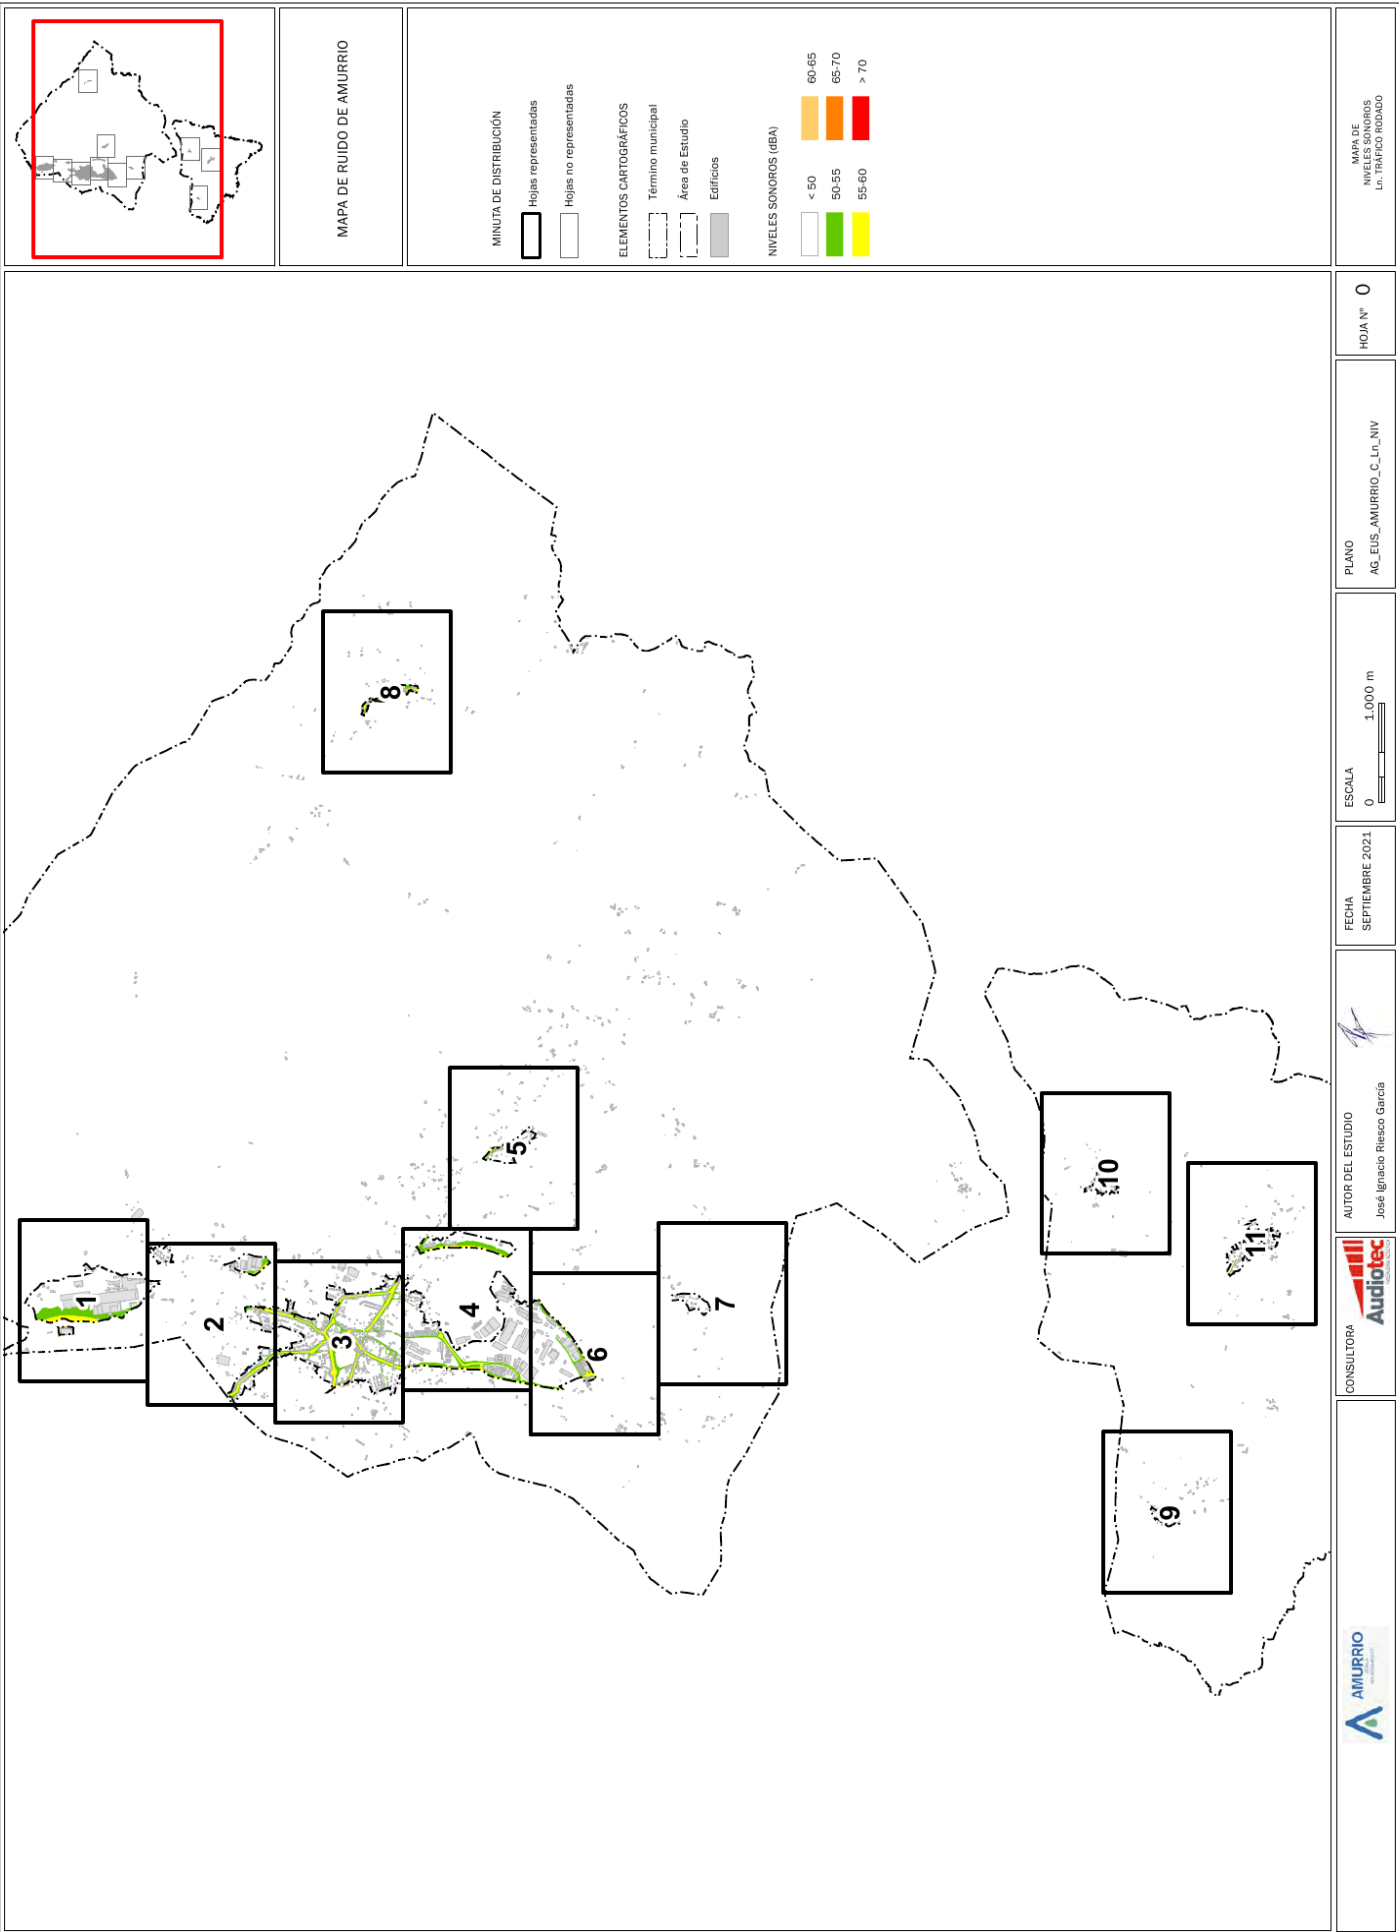 MAPA DE RUIDO DE AMURRIO
MINUTA DE DISTRIBUCIÓN
Hojas representadas
Hojas no representadas
ELEMENTOS CARTOGRÁFICOS
Término municipal
Área de Estudio
Edificios
NIVELES SONOROS (dBA)
< 50
50-55
55-60
60-65
65-70
> 70
MAPA DE
NIVELES SONOROS
Ln. TRÁFICO RODADO
1
2
3
4
5
6
7
8
9
10
11
AMURRIO
CONSULTORA
Audiotec
AUTOR DEL ESTUDIO
José Ignacio Riesco García
FECHA
SEPTIEMBRE 2021
ESCALA
0 1.000 m
PLANO
AG_EUS_AMURRIO_C_Ln_NIV
HOJA Nº 0